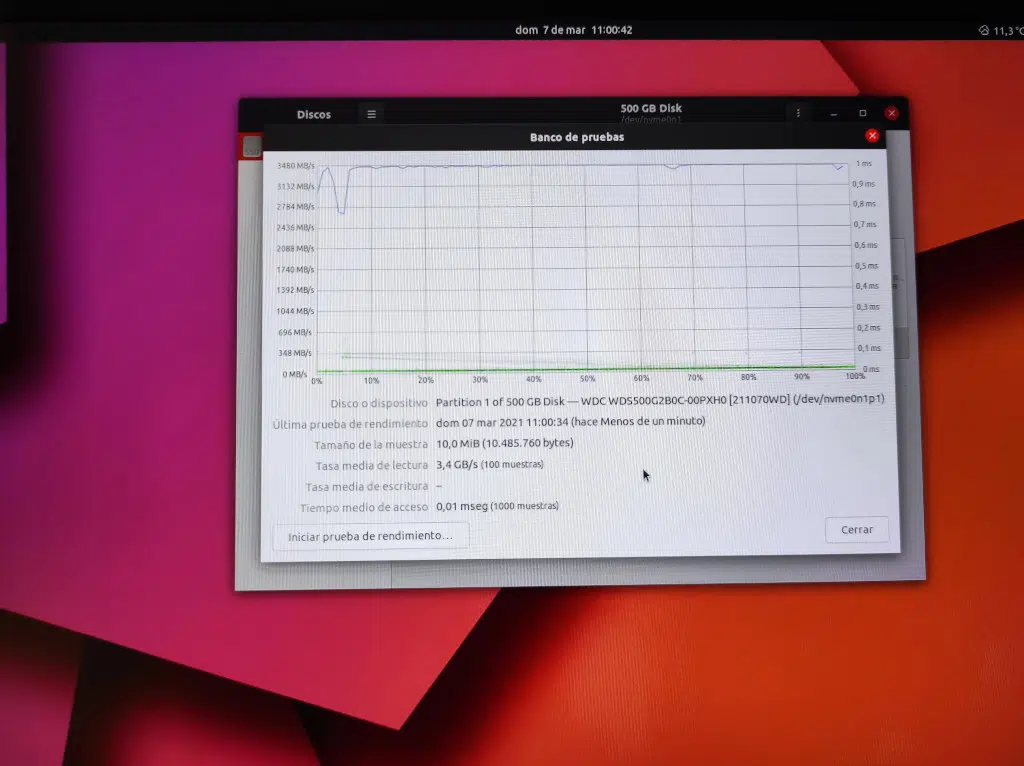 dom 7 de mar 11:00:42
11,3 °C
Discos
500 GB Disk
/dev/nvme0n1
Banco de pruebas
3480 MB/s
3132 MB/s
2784 MB/s
2436 MB/s
2088 MB/s
1740 MB/s
1392 MB/s
1044 MB/s
696 MB/s
348 MB/s
0 MB/s
1 ms
0,9 ms
0,8 ms
0,7 ms
0,6 ms
0,5 ms
0,4 ms
0,3 ms
0,2 ms
0,1 ms
0 ms
0% 10% 20% 30% 40% 50% 60% 70% 80% 90% 100%
Disco o dispositivo Partition 1 of 500 GB Disk — WDC WDS500G2B0C-00PXH0 [211070WD] (/dev/nvme0n1p1)
Última prueba de rendimiento dom 07 mar 2021 11:00:34 (hace Menos de un minuto)
Tamaño de la muestra 10,0 MiB (10.485.760 bytes)
Tasa media de lectura 3,4 GB/s (100 muestras)
Tasa media de escritura –
Tiempo medio de acceso 0,01 mseg (1000 muestras)
Iniciar prueba de rendimiento…
Cerrar